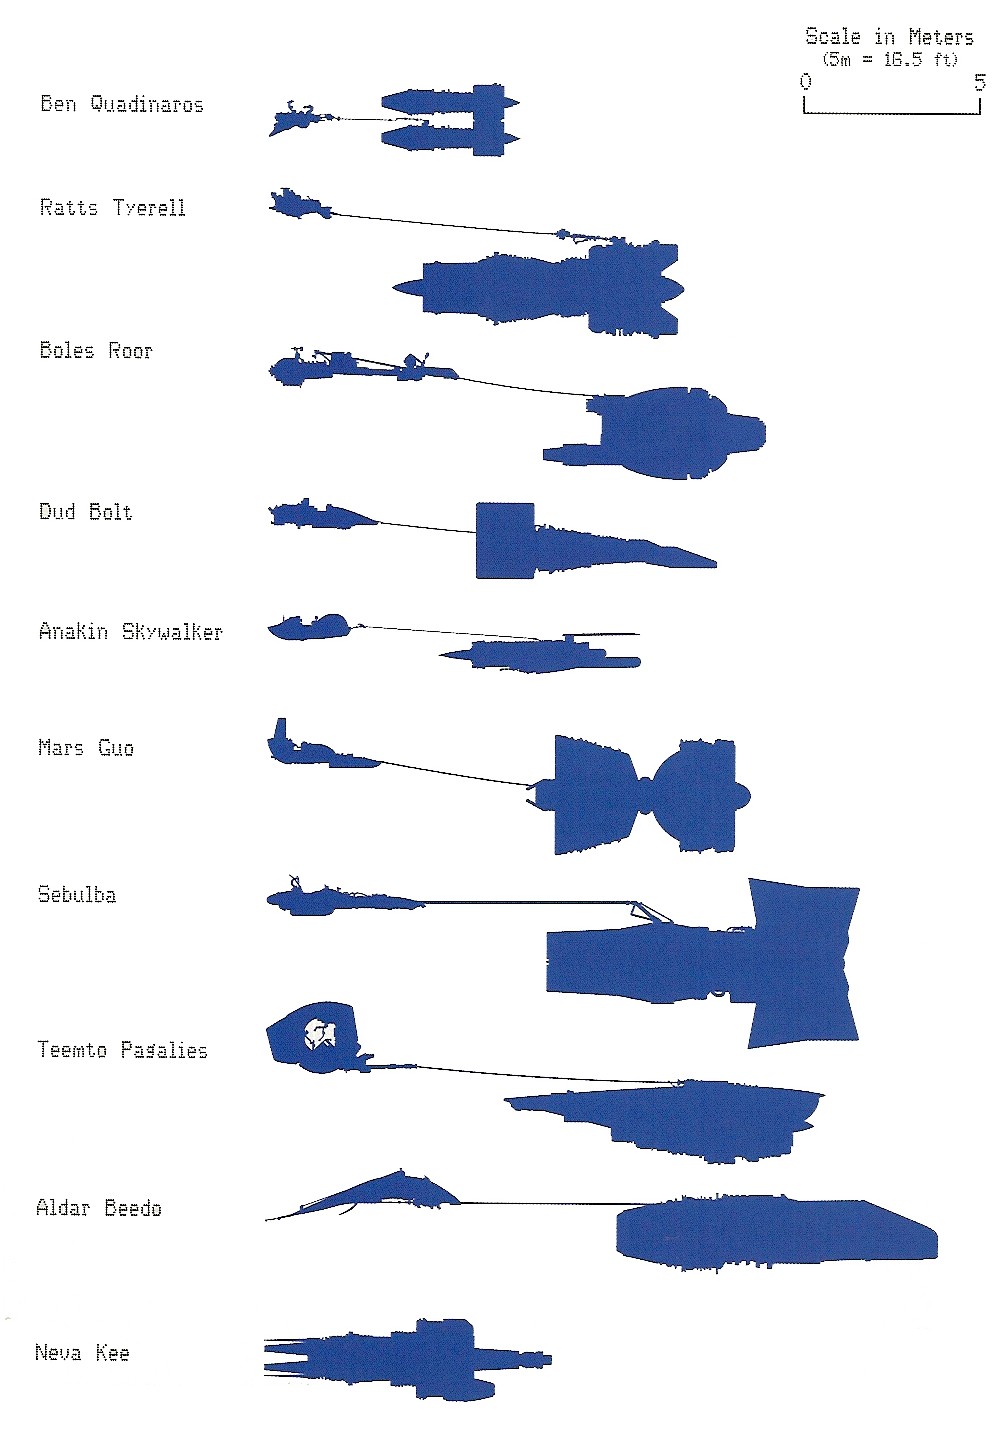 Scale in Meters
(5m = 16.5 ft)
0 5
Ben Quadinaros
Ratts Tyerell
Boles Roor
Dud Bolt
Anakin Skywalker
Mars Guo
Sebulba
Teemto Pagalies
Aldar Beedo
Neva Kee